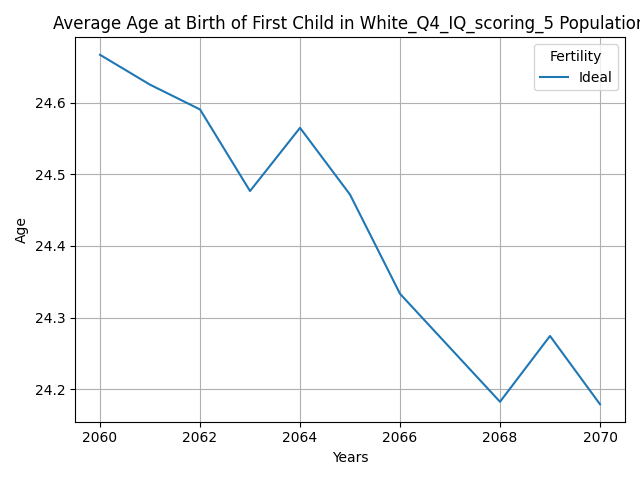 Average Age at Birth of First Child in White_Q4_IQ_scoring_5 Population
Fertility
Ideal
24.6
24.5
24.4
24.3
24.2
Age
2060 2062 2064 2066 2068 2070
Years